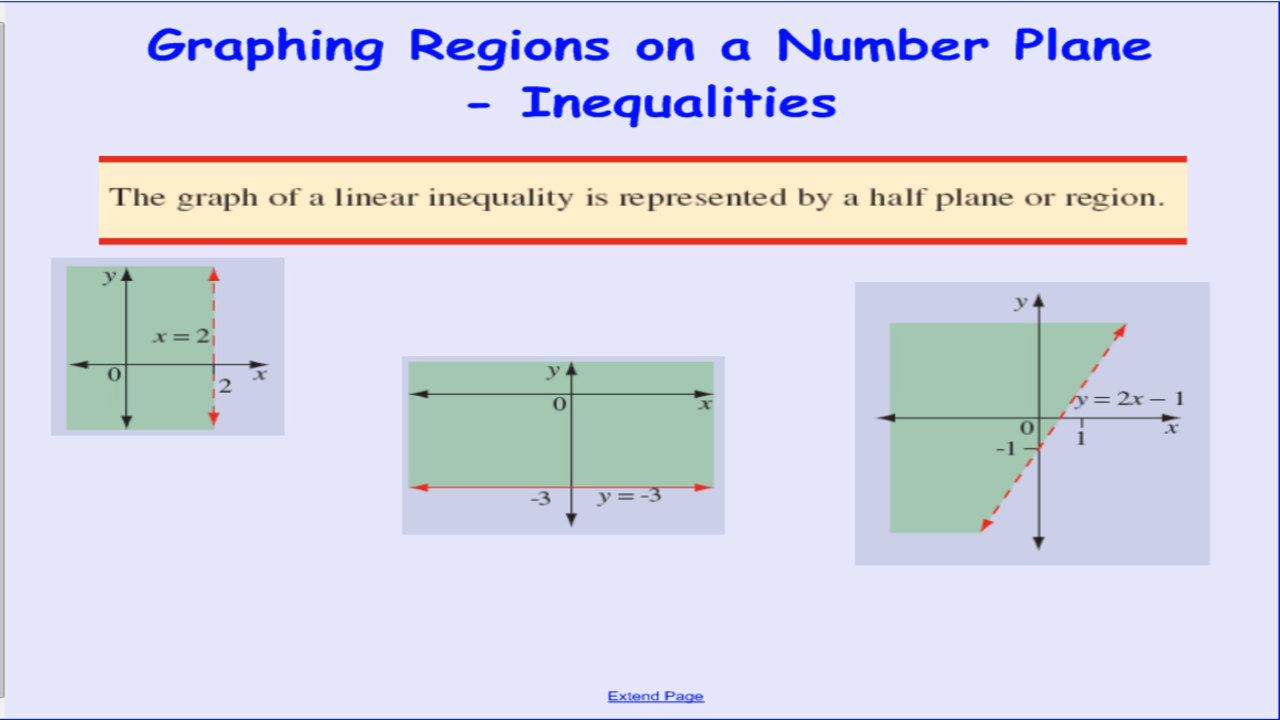 Graphing Regions on a Number Plane
- Inequalities
The graph of a linear inequality is represented by a half plane or region.
y
x = 2
0
2
x
y
0
x
-3
y = -3
y
y = 2x – 1
0
1
x
-1
Extend Page